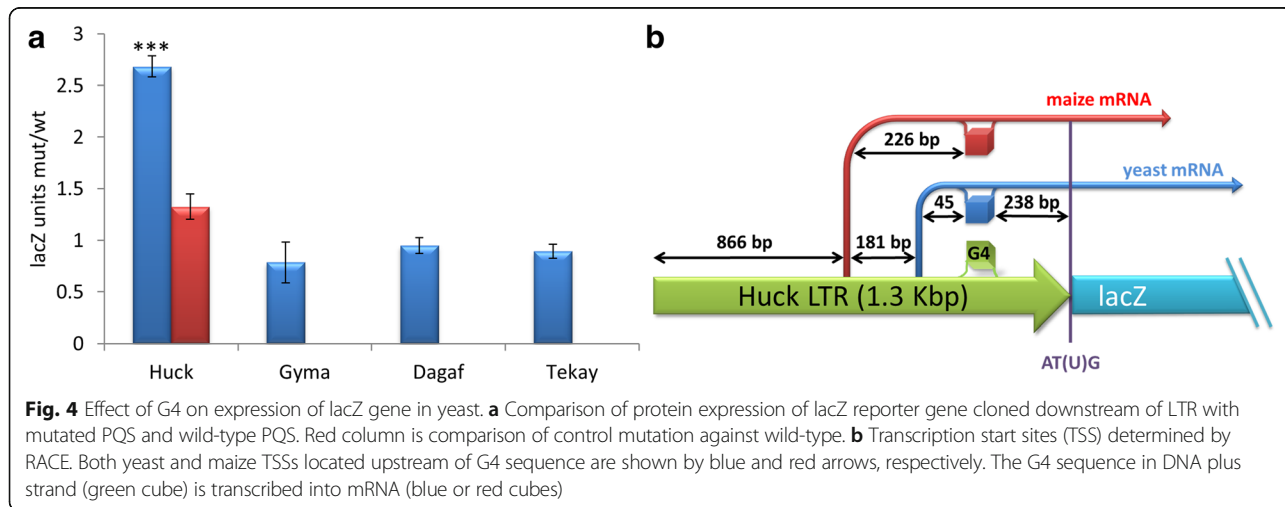 a
lacZ units mut/wt
3
2.5
2
1.5
1
0.5
0
***
Huck
Gyma
Dagaf
Tekay
b
maize mRNA
226 bp
yeast mRNA
45
238 bp
866 bp
181 bp
G4
Huck LTR (1.3 Kbp)
lacZ
AT(U)G
Fig. 4 Effect of G4 on expression of lacZ gene in yeast. a Comparison of protein expression of lacZ reporter gene cloned downstream of LTR with
mutated PQS and wild-type PQS. Red column is comparison of control mutation against wild-type. b Transcription start sites (TSS) determined by
RACE. Both yeast and maize TSSs located upstream of G4 sequence are shown by blue and red arrows, respectively. The G4 sequence in DNA plus
strand (green cube) is transcribed into mRNA (blue or red cubes)